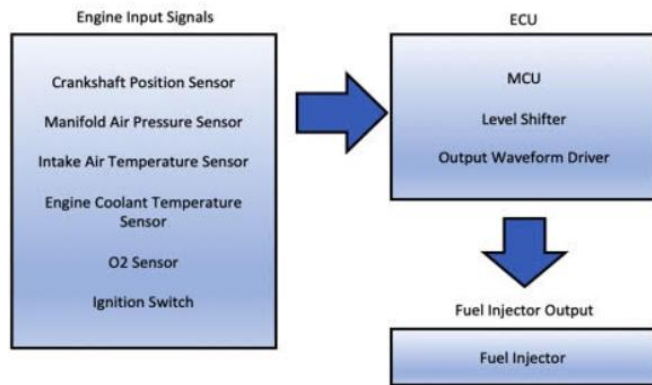 Engine Input Signals
Crankshaft Position Sensor
Manifold Air Pressure Sensor
Intake Air Temperature Sensor
Engine Coolant Temperature
Sensor
O2 Sensor
Ignition Switch
ECU
MCU
Level Shifter
Output Waveform Driver
Fuel Injector Output
Fuel Injector